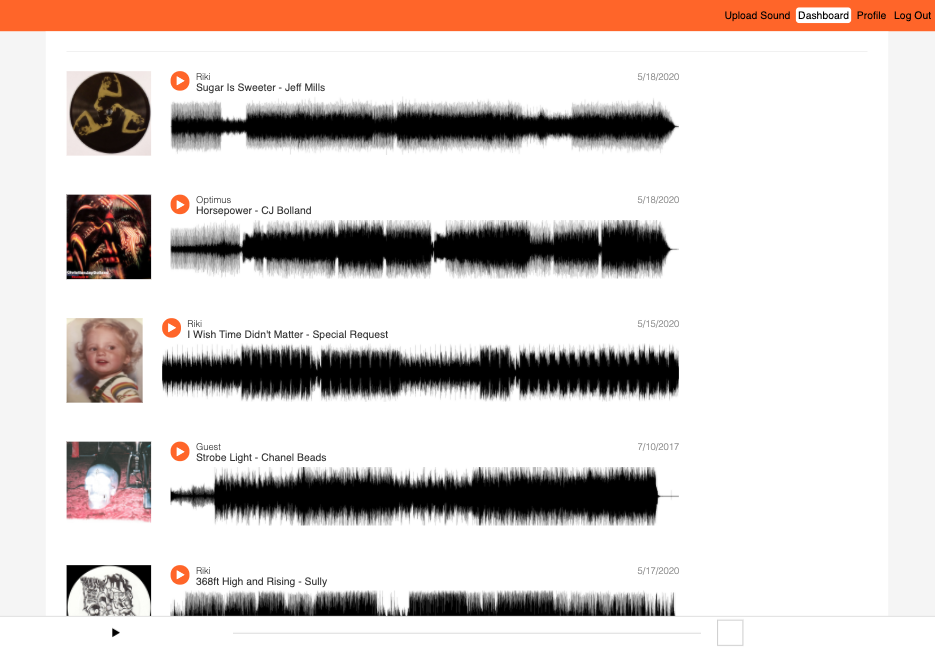 Upload Sound Dashboard Profile Log Out
Riki 5/18/2020
Sugar Is Sweeter - Jeff Mills
Optimus 5/18/2020
Horsepower - CJ Bolland
Riki 5/15/2020
I Wish Time Didn't Matter - Special Request
Guest 7/10/2017
Strobe Light - Chanel Beads
Riki 5/17/2020
368ft High and Rising - Sully